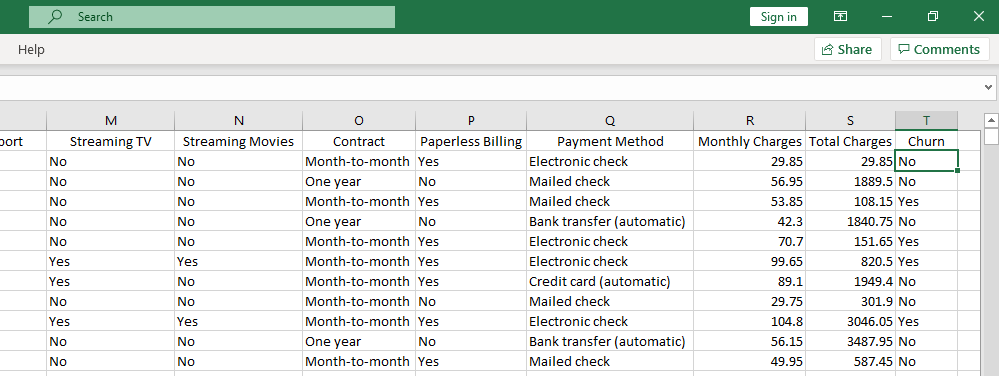 Search Sign in
Help Share Comments
M N O P Q R S T
port Streaming TV Streaming Movies Contract Paperless Billing Payment Method Monthly Charges Total Charges Churn
No No Month-to-month Yes Electronic check 29.85 29.85 No
No No One year No Mailed check 56.95 1889.5 No
No No Month-to-month Yes Mailed check 53.85 108.15 Yes
No No One year No Bank transfer (automatic) 42.3 1840.75 No
No No Month-to-month Yes Electronic check 70.7 151.65 Yes
Yes Yes Month-to-month Yes Electronic check 99.65 820.5 Yes
Yes No Month-to-month Yes Credit card (automatic) 89.1 1949.4 No
No No Month-to-month No Mailed check 29.75 301.9 No
Yes Yes Month-to-month Yes Electronic check 104.8 3046.05 Yes
No No One year No Bank transfer (automatic) 56.15 3487.95 No
No No Month-to-month Yes Mailed check 49.95 587.45 No